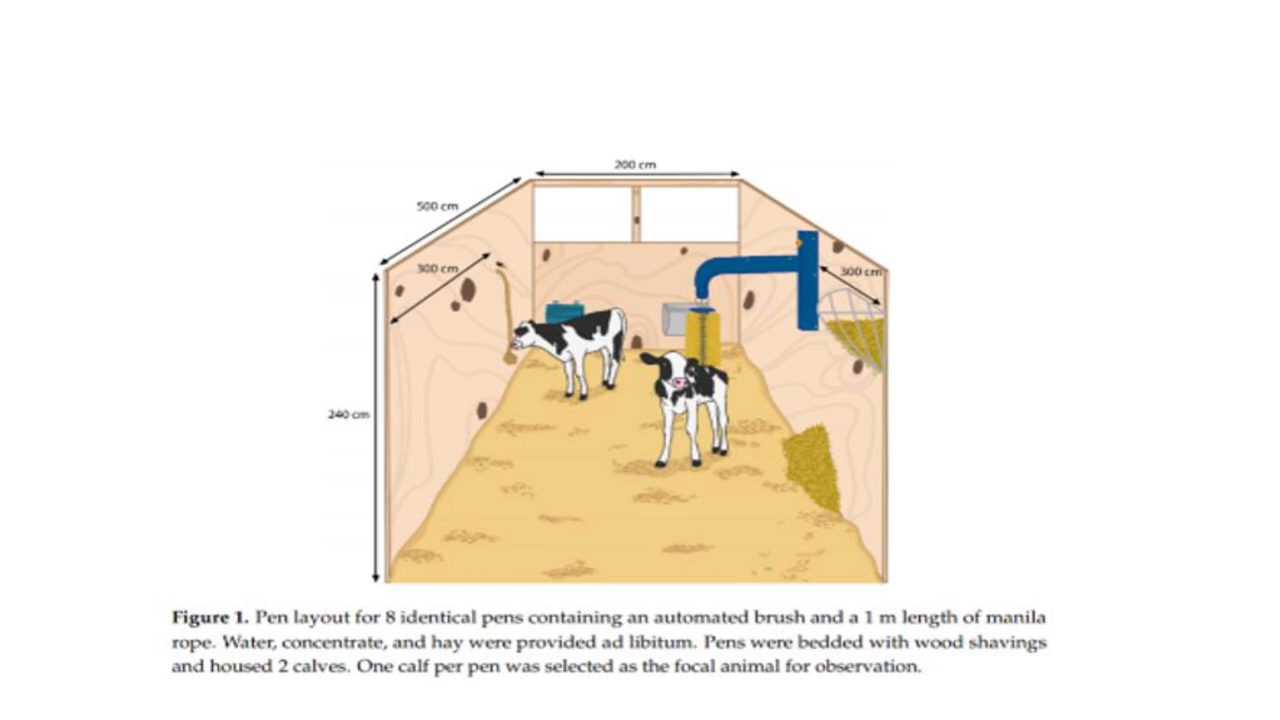 200 cm
500 cm
300 cm
300 cm
240 cm
Figure 1. Pen layout for 8 identical pens containing an automated brush and a 1 m length of manila
rope. Water, concentrate, and hay were provided ad libitum. Pens were bedded with wood shavings
and housed 2 calves. One calf per pen was selected as the focal animal for observation.